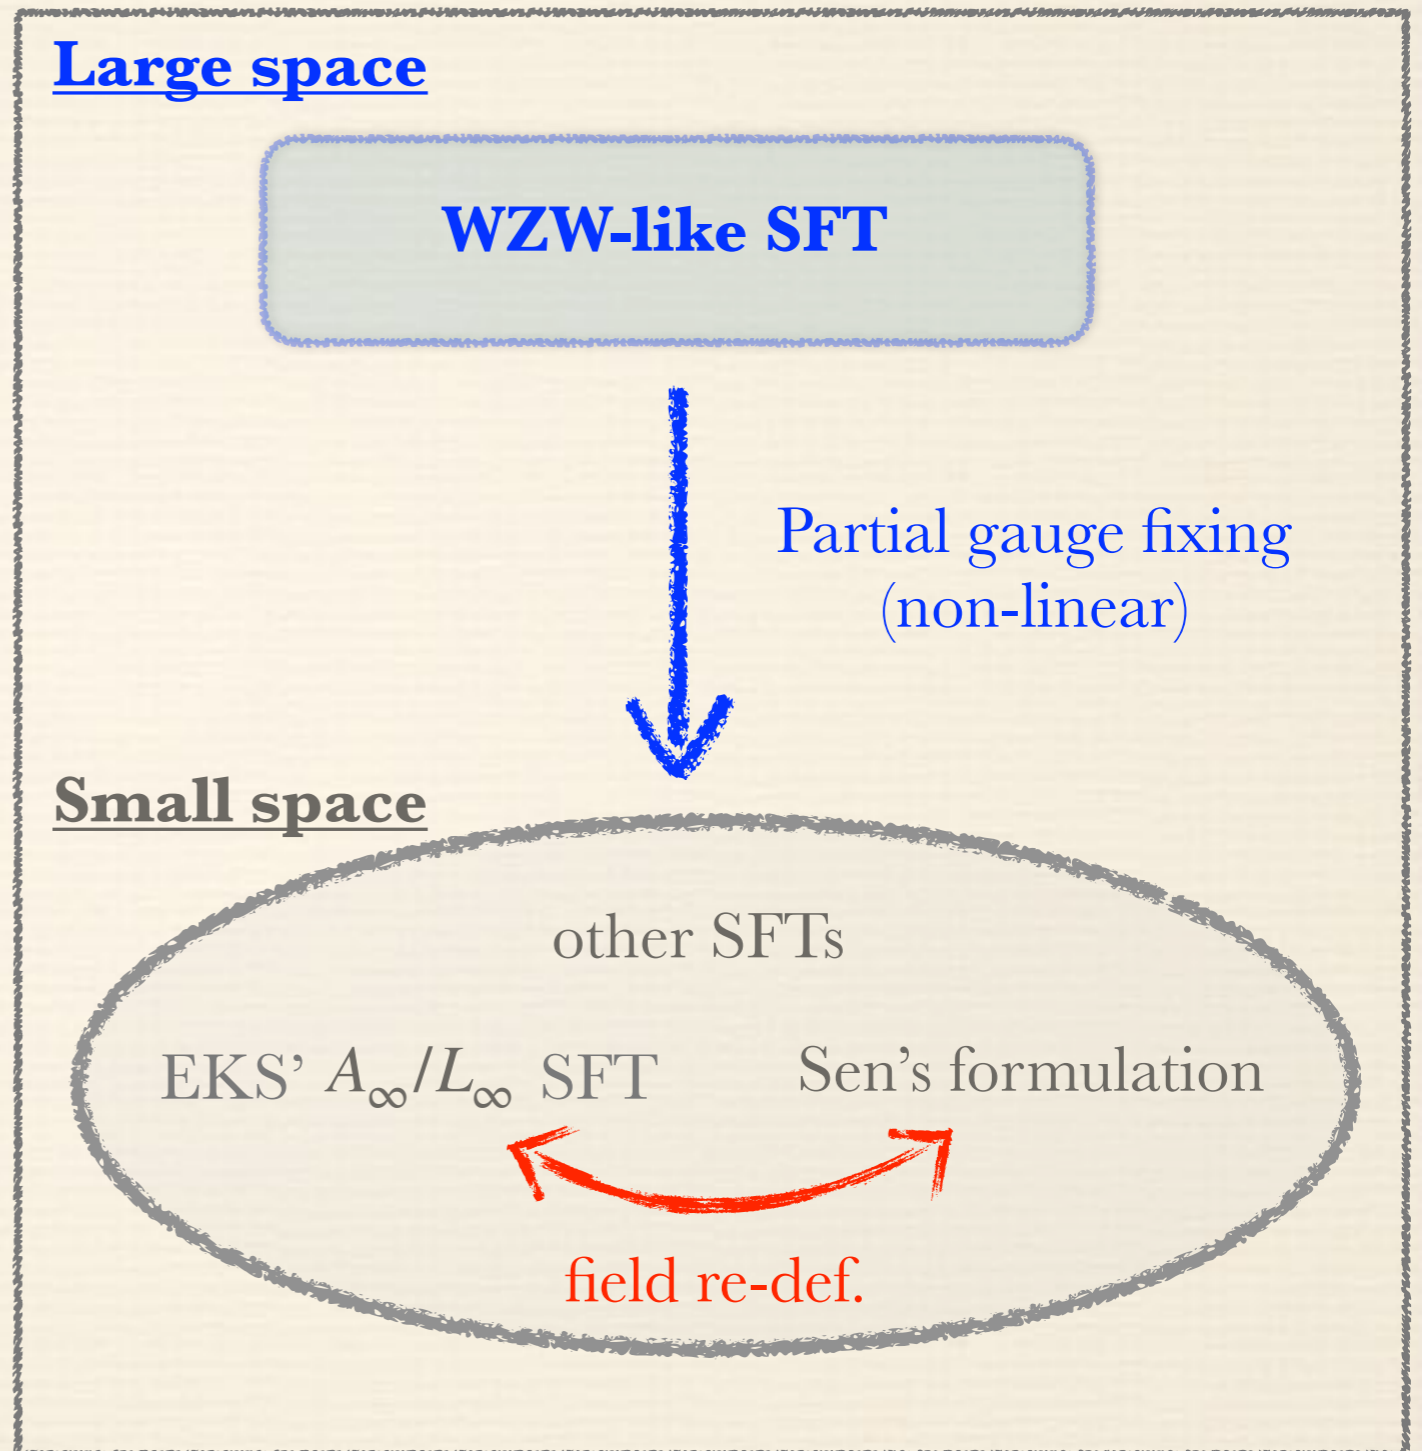 Large space
WZW-like SFT
Partial gauge fixing
(non-linear)
Small space
other SFTs
EKS’ A∞/L∞ SFT
Sen’s formulation
field re-def.